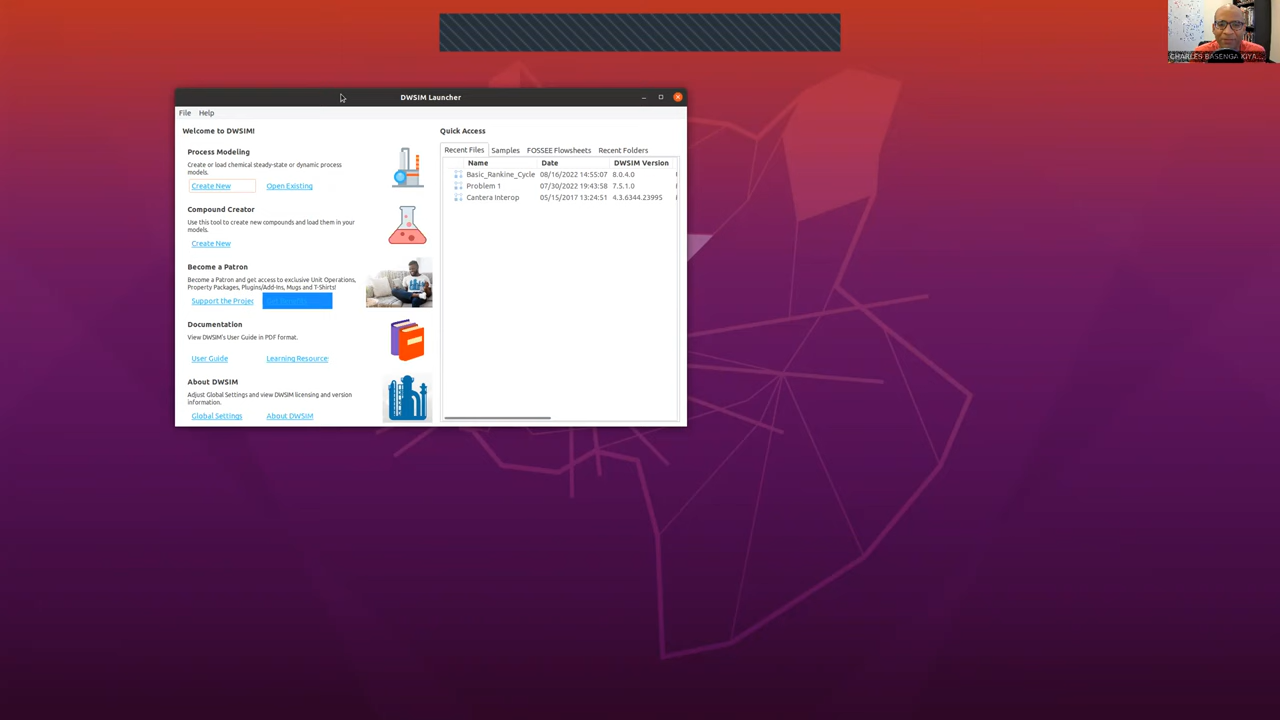 CHARLES BASENGA KIYA...
DWSIM Launcher
File Help
Welcome to DWSIM!
Process Modeling
Create or load chemical steady-state or dynamic process
models.
Create New Open Existing
Compound Creator
Use this tool to create new compounds and load them in your
models.
Create New
Become a Patron
Become a Patron and get access to exclusive Unit Operations,
Property Packages, Plugins/Add-Ins, Mugs and T-Shirts!
Support the Projec
Documentation
View DWSIM's User Guide in PDF format.
User Guide Learning Resource
About DWSIM
Adjust Global Settings and view DWSIM licensing and version
information.
Global Settings About DWSIM
Quick Access
Recent Files Samples FOSSEE Flowsheets Recent Folders
Name Date DWSIM Version
Basic_Rankine_Cycle 08/16/2022 14:55:07 8.0.4.0
Problem 1 07/30/2022 19:43:58 7.5.1.0
Cantera Interop 05/15/2017 13:24:51 4.3.6344.23995